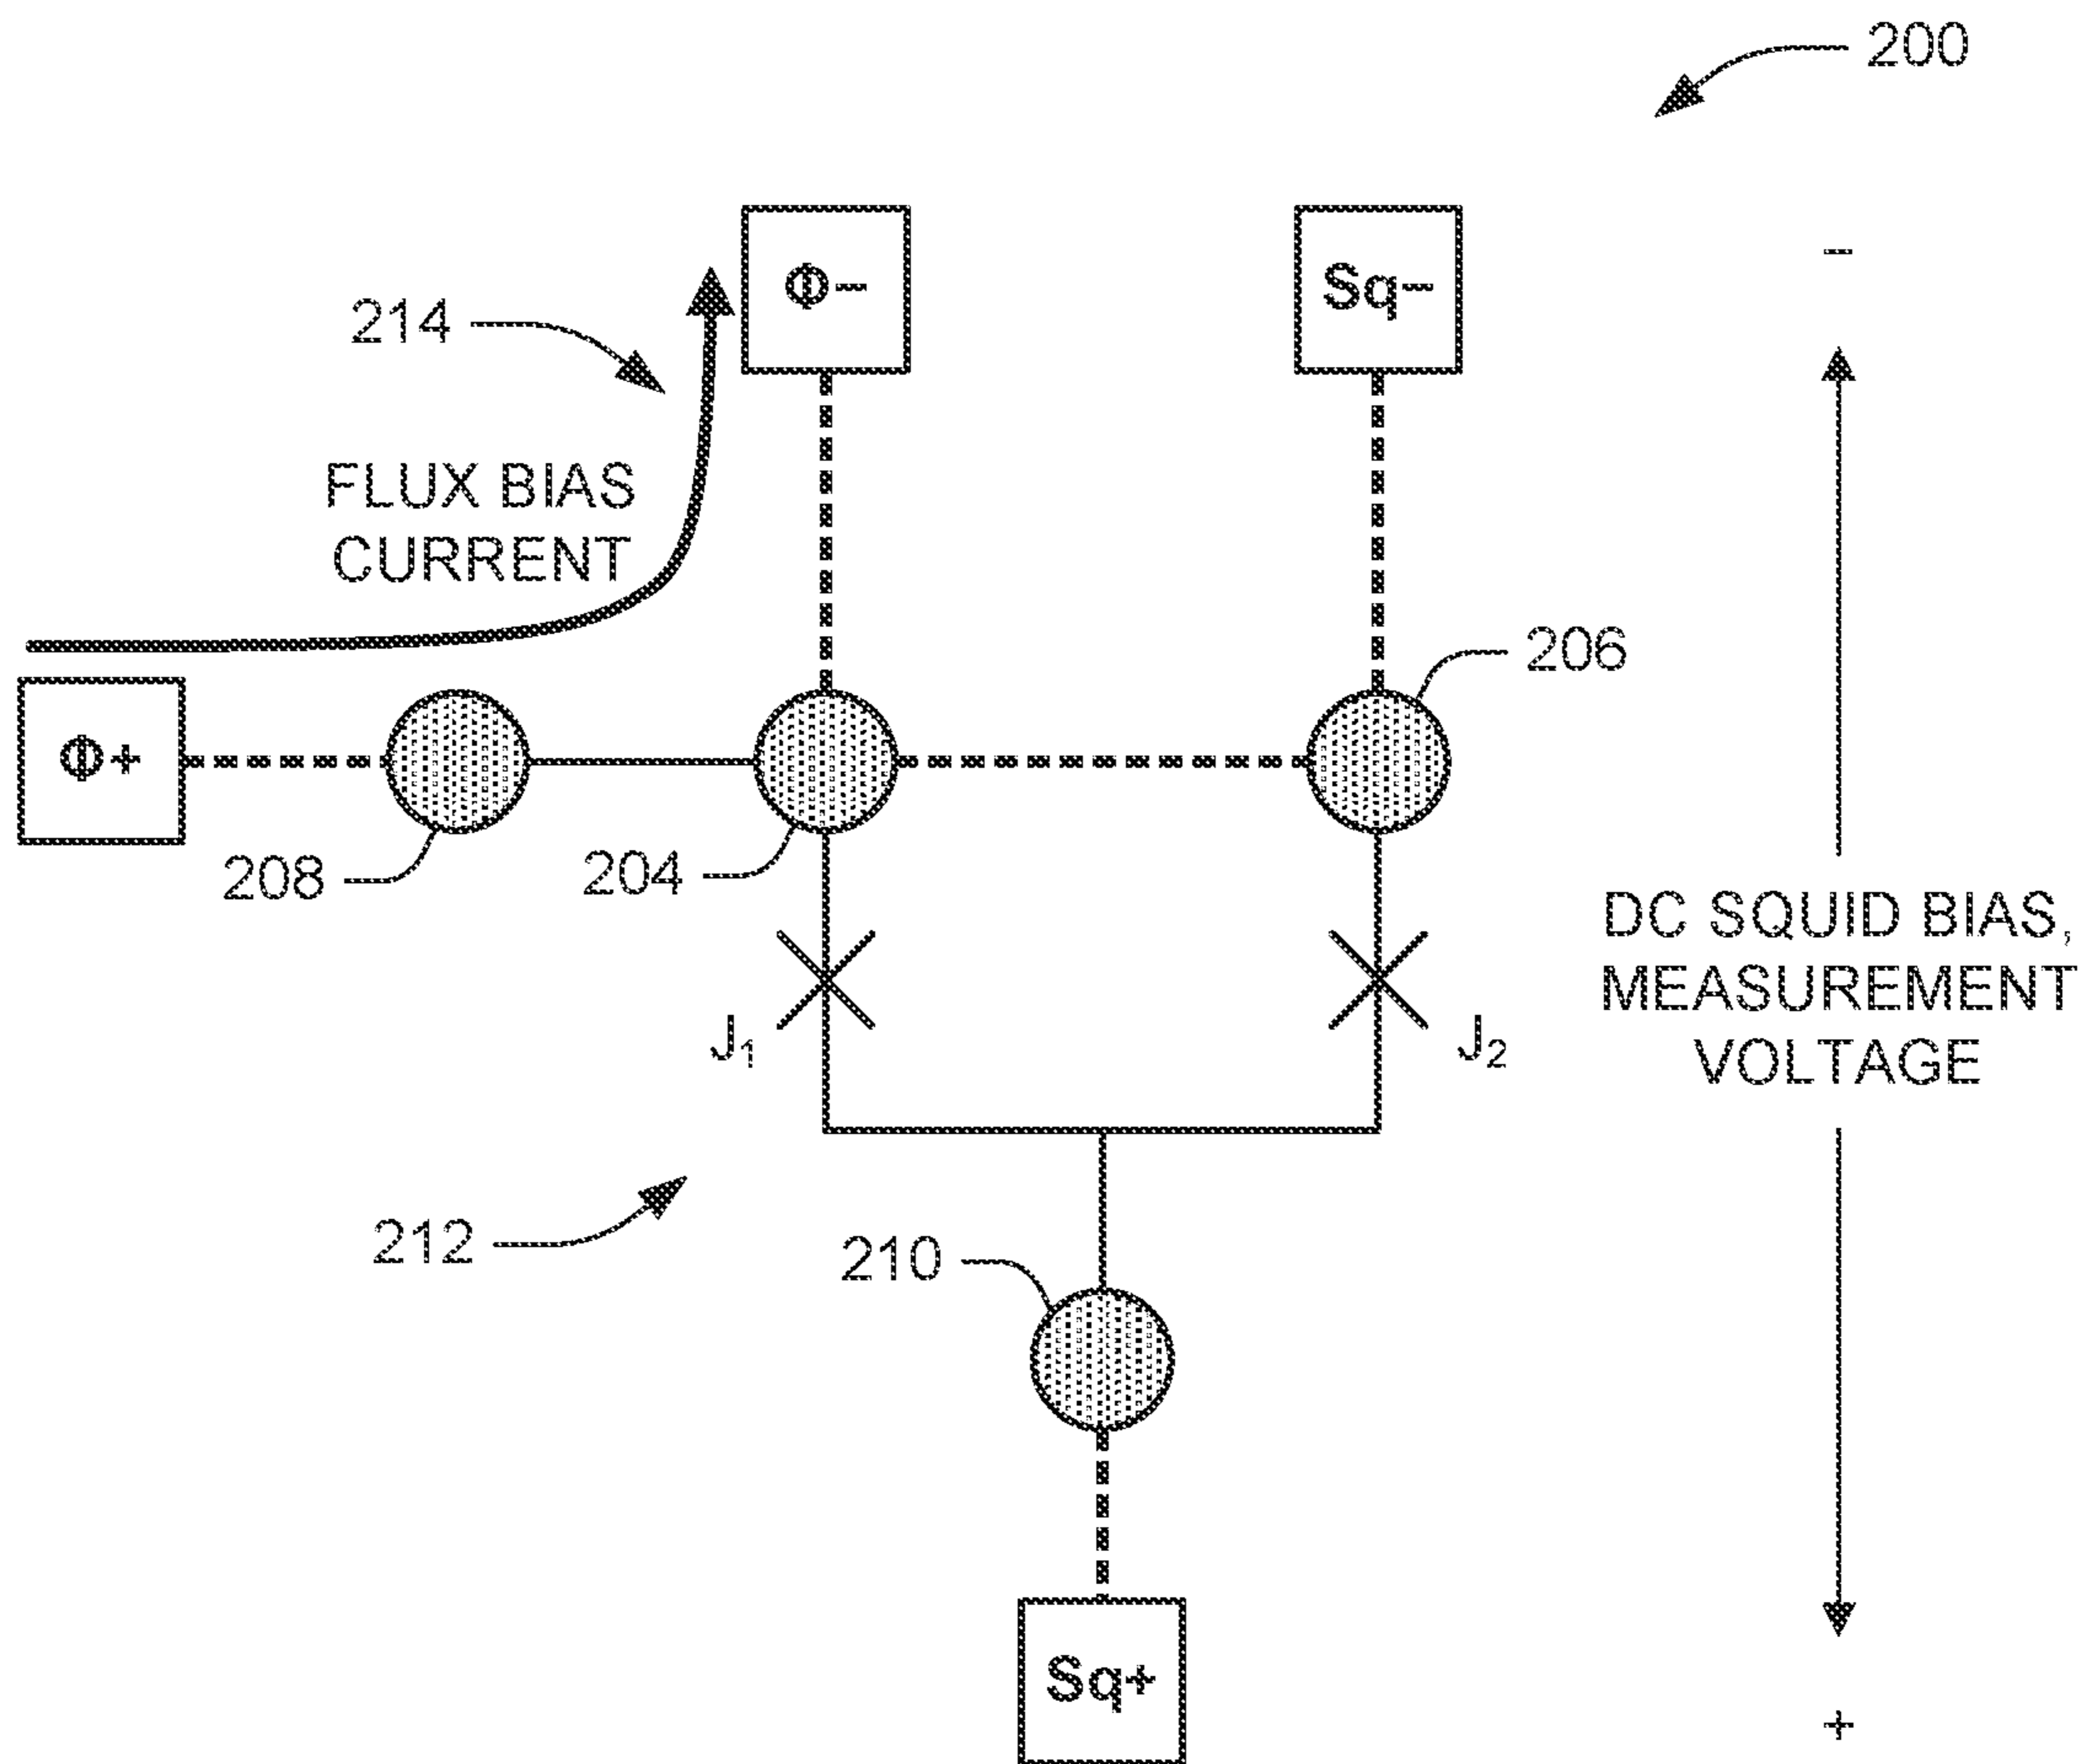 200
Φ-
Sq-
-
214
FLUX BIAS
CURRENT
206
Φ+
208
204
DC SQUID BIAS,
MEASUREMENT
VOLTAGE
J₁
J₂
212
210
Sq+
+